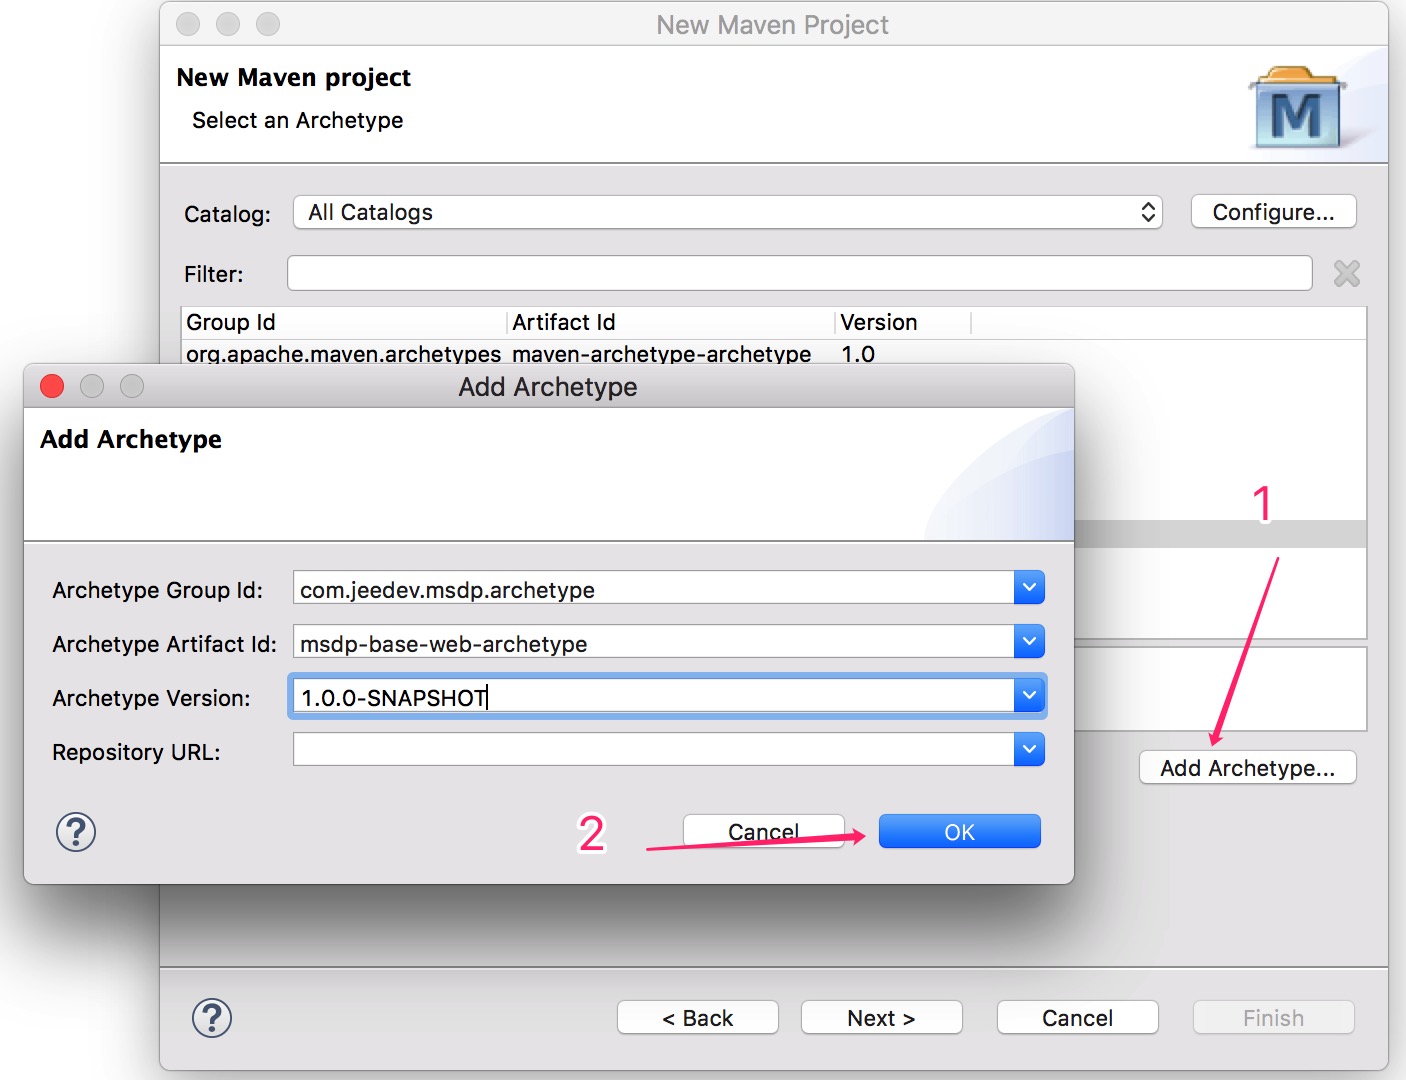 New Maven Project
New Maven project
Select an Archetype
M
Catalog: All Catalogs Configure...
Filter:
Group Id Artifact Id Version
org.apache.maven.archetypes maven-archetype-archetype 1.0
Add Archetype
Add Archetype
1
Archetype Group Id: com.jeedev.msdp.archetype
Archetype Artifact Id: msdp-base-web-archetype
Archetype Version: 1.0.0-SNAPSHOT
Repository URL:
Add Archetype...
? 2 Cancel OK
? < Back Next > Cancel Finish